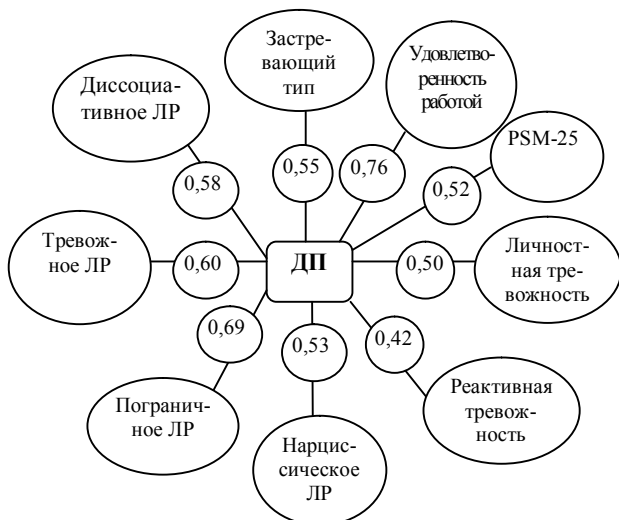 Застре-
вающий
тип
Удовлетво-
ренность
работой
Диссоциа-
тивное ЛР
PSM-25
0,58
0,55
0,76
0,52
Тревож-
ное ЛР
0,60
ДП
0,50
Личност-
ная тре-
вожность
0,69
0,53
0,42
Погранич-
ное ЛР
Нарцис-
сическое
ЛР
Реактивная
тревож-
ность